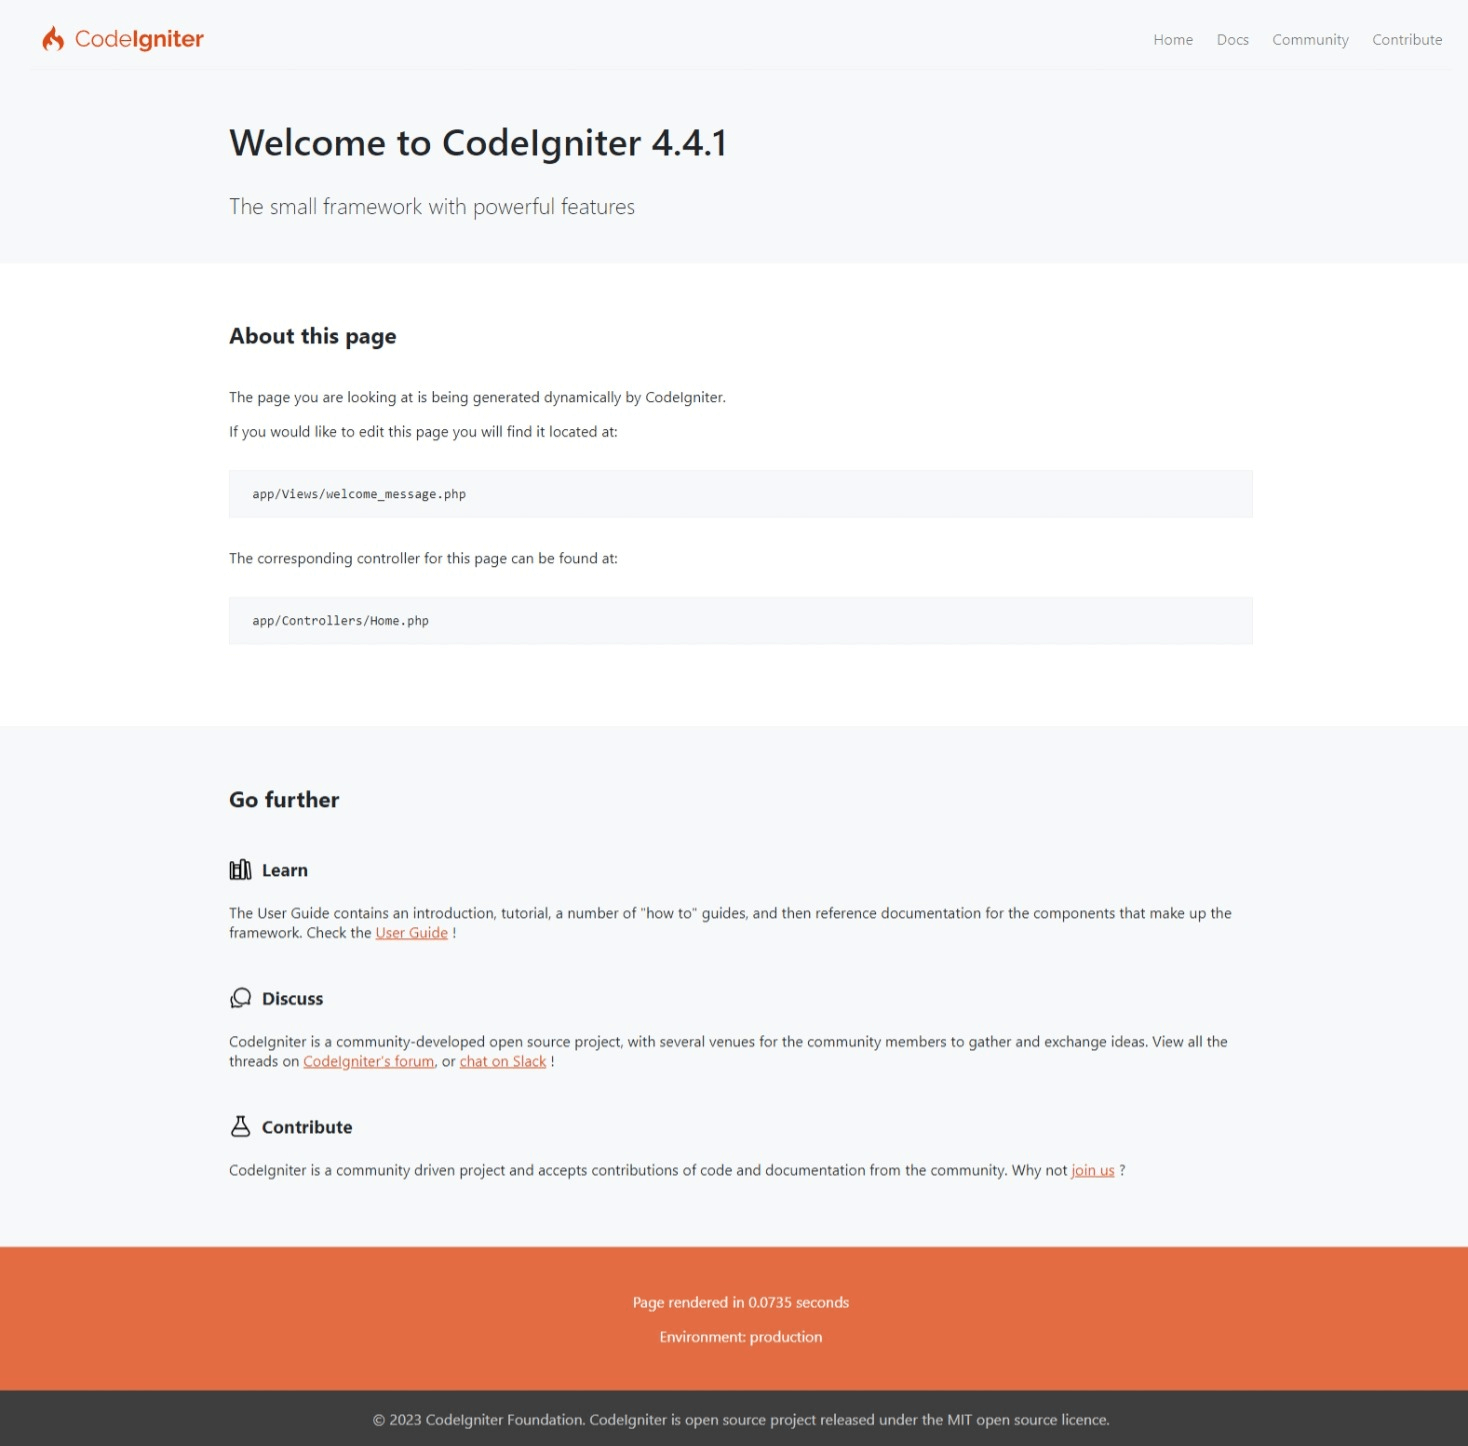 CodeIgniter
Home Docs Community Contribute
Welcome to CodeIgniter 4.4.1
The small framework with powerful features
About this page
The page you are looking at is being generated dynamically by CodeIgniter.
If you would like to edit this page you will find it located at:
app/Views/welcome_message.php
The corresponding controller for this page can be found at:
app/Controllers/Home.php
Go further
Learn
The User Guide contains an introduction, tutorial, a number of "how to" guides, and then reference documentation for the components that make up the
framework. Check the User Guide !
Discuss
CodeIgniter is a community-developed open source project, with several venues for the community members to gather and exchange ideas. View all the
threads on CodeIgniter's forum, or chat on Slack !
Contribute
CodeIgniter is a community driven project and accepts contributions of code and documentation from the community. Why not join us ?
Page rendered in 0.0735 seconds
Environment: production
© 2023 CodeIgniter Foundation. CodeIgniter is open source project released under the MIT open source licence.